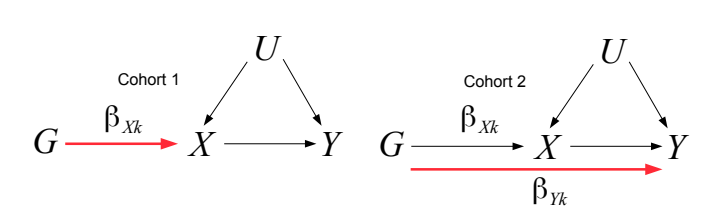 U
Cohort 1
β_Xk
G X Y
U
Cohort 2
β_Xk
G X Y
β_Yk